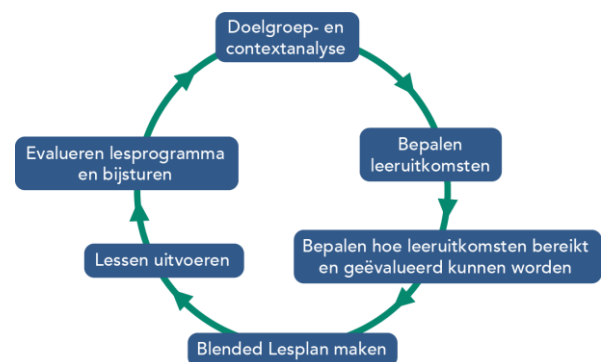 Doelgroep- en
contextanalyse
Bepalen
leeruitkomsten
Bepalen hoe leeruitkomsten bereikt
en geëvalueerd kunnen worden
Blended Lesplan maken
Lessen uitvoeren
Evalueren lesprogramma
en bijsturen